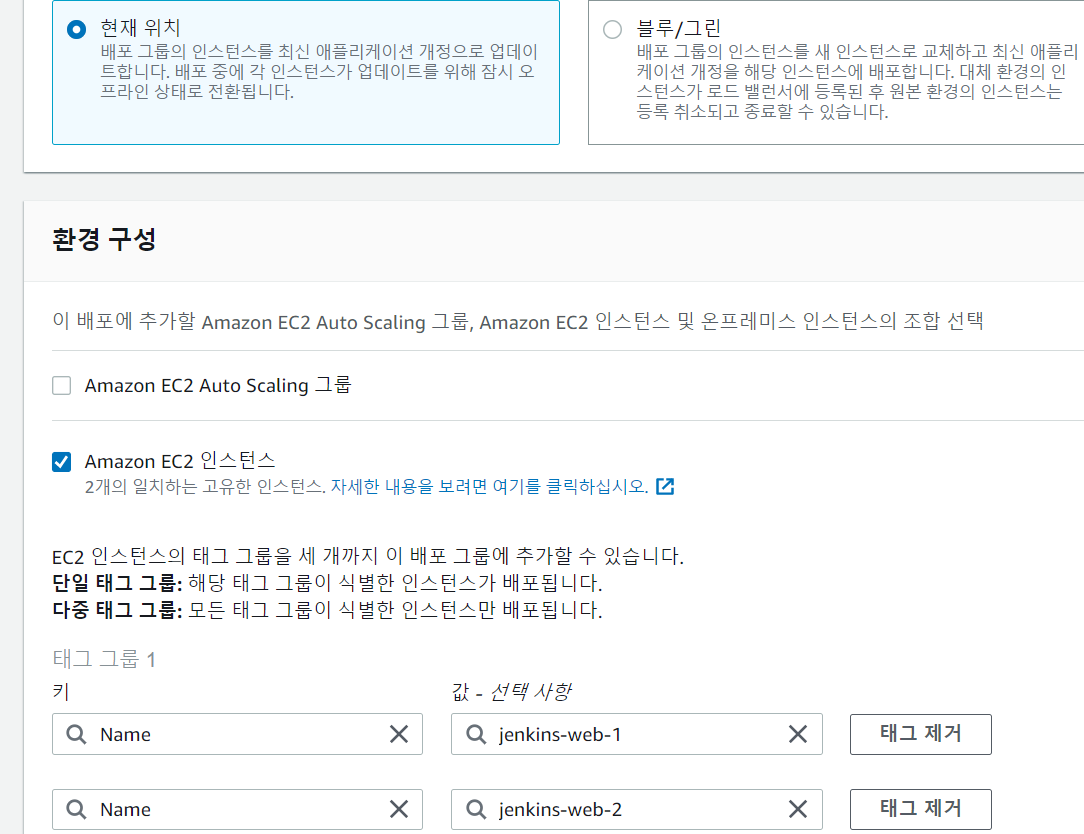 현재 위치
배포 그룹의 인스턴스를 최신 애플리케이션 개정으로 업데이
트합니다. 배포 중에 각 인스턴스가 업데이트를 위해 잠시 오
프라인 상태로 전환됩니다.
블루/그린
배포 그룹의 인스턴스를 새 인스턴스로 교체하고 최신 애플리
케이션 개정을 해당 인스턴스에 배포합니다. 대체 환경의 인
스턴스가 로드 밸런서에 등록된 후 원본 환경의 인스턴스는
등록 취소되고 종료할 수 있습니다.
환경 구성
이 배포에 추가할 Amazon EC2 Auto Scaling 그룹, Amazon EC2 인스턴스 및 온프레미스 인스턴스의 조합 선택
Amazon EC2 Auto Scaling 그룹
Amazon EC2 인스턴스
2개의 일치하는 고유한 인스턴스. 자세한 내용을 보려면 여기를 클릭하십시오.
EC2 인스턴스의 태그 그룹을 세 개까지 이 배포 그룹에 추가할 수 있습니다.
단일 태그 그룹: 해당 태그 그룹이 식별한 인스턴스가 배포됩니다.
다중 태그 그룹: 모든 태그 그룹이 식별한 인스턴스만 배포됩니다.
태그 그룹 1
키 값 - 선택 사항
Name jenkins-web-1 태그 제거
Name jenkins-web-2 태그 제거